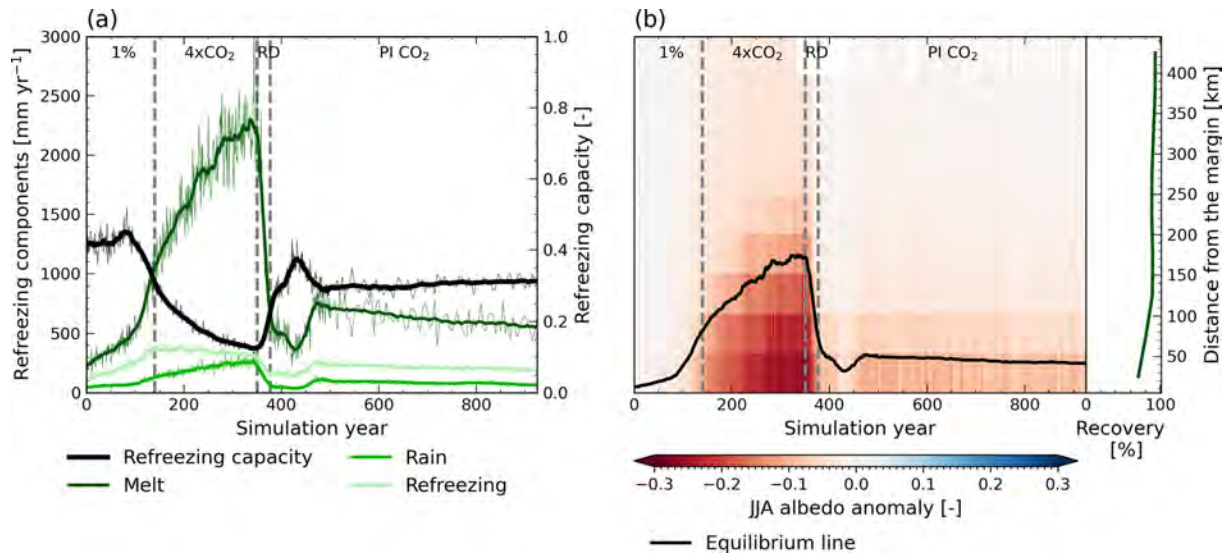 (a)
1% 4xCO₂ RD PI CO₂
Refreezing components [mm yr⁻¹]
3000
2500
2000
1500
1000
500
0
1.0
0.8
0.6
0.4
0.2
0.0
Refreezing capacity [-]
0 200 400 600 800
Simulation year
Refreezing capacity
Melt
Rain
Refreezing
(b)
1% 4xCO₂ RD PI CO₂
0 200 400 600 800
Simulation year
0 100
Recovery
[%]
400
350
300
250
200
150
100
50
Distance from the margin [km]
−0.3 −0.2 −0.1 0.0 0.1 0.2 0.3
JJA albedo anomaly [-]
Equilibrium line